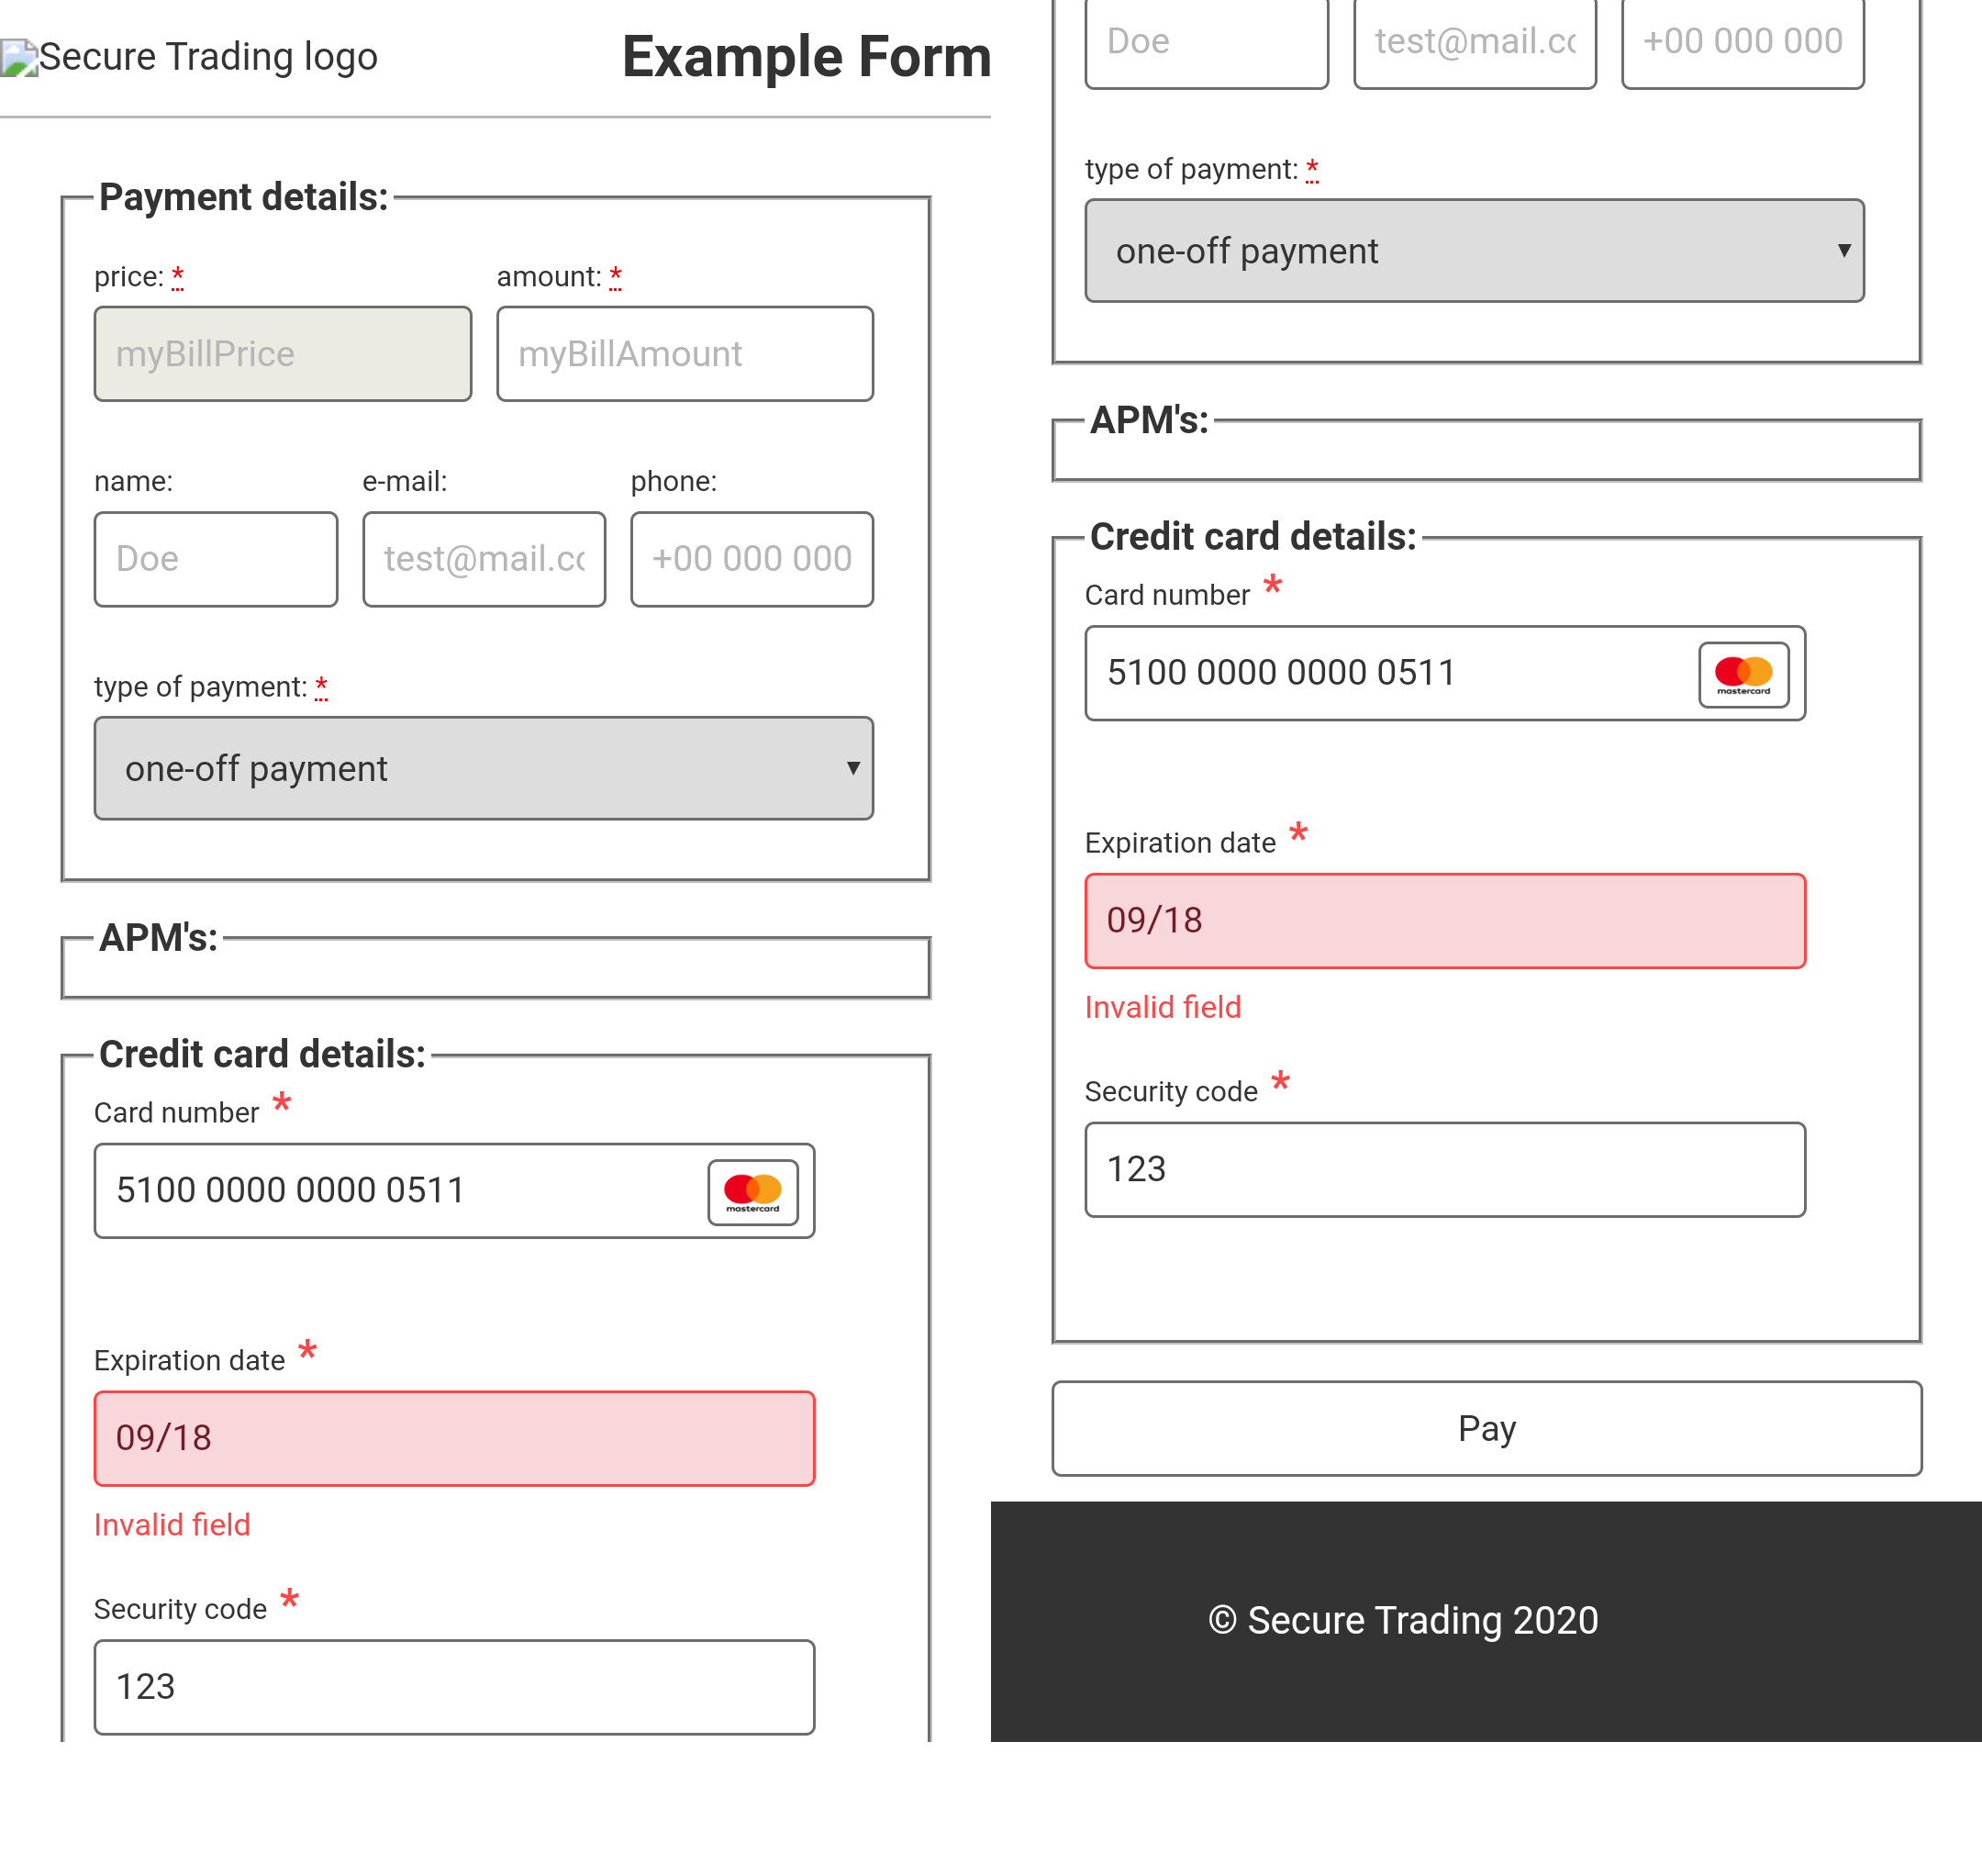 Secure Trading logo
Example Form
Payment details:
price: *
amount: *
myBillPrice
myBillAmount
name:
e-mail:
phone:
Doe
test@mail.cc
+00 000 000
type of payment: *
one-off payment
APM's:
Credit card details:
Card number *
5100 0000 0000 0511
mastercard
Expiration date *
09/18
Invalid field
Security code *
123
Doe
test@mail.cc
+00 000 000
type of payment: *
one-off payment
APM's:
Credit card details:
Card number *
5100 0000 0000 0511
mastercard
Expiration date *
09/18
Invalid field
Security code *
123
Pay
© Secure Trading 2020